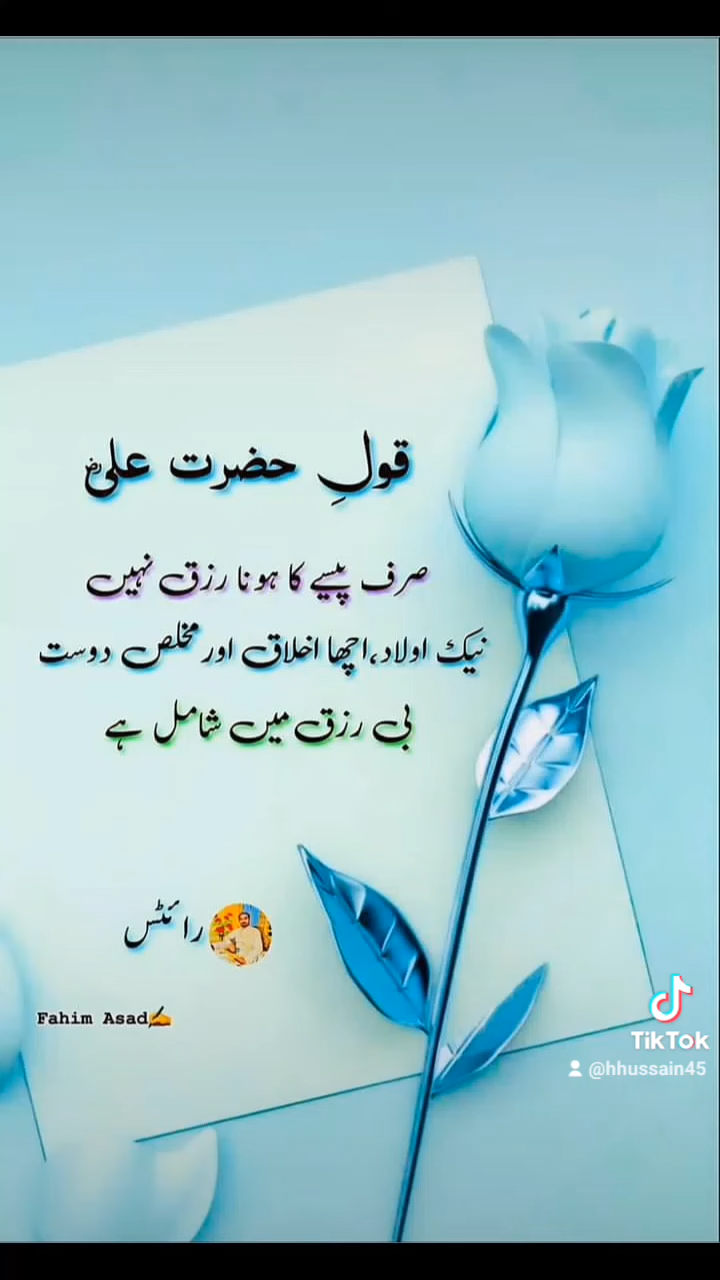 قولِ حضرت علیؓ
صرف پیسے کا ہونا رزق نہیں
نیک اولاد،اچھا اخلاق اور مخلص دوست
بی رزق میں شامل ہے
رائٹس
Fahim Asad✍
TikTok
@hhussain45